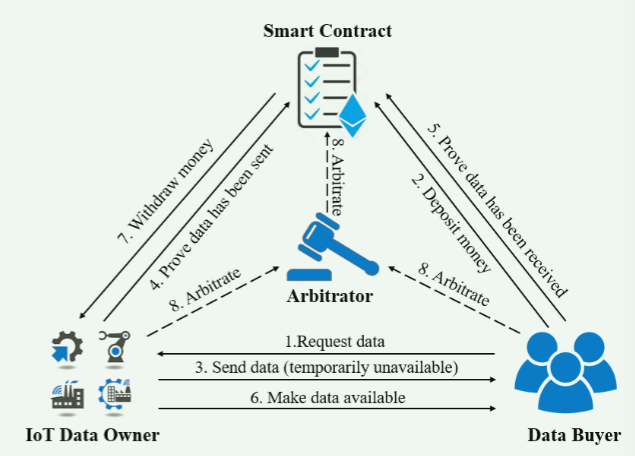 Smart Contract
7. Withdraw money
4. Prove data has been sent
8. Arbitrate
2. Deposit money
5. Prove data has been received
8. Arbitrate
Arbitrator
8. Arbitrate
1.Request data
3. Send data (temporarily unavailable)
6. Make data available
IoT Data Owner
Data Buyer